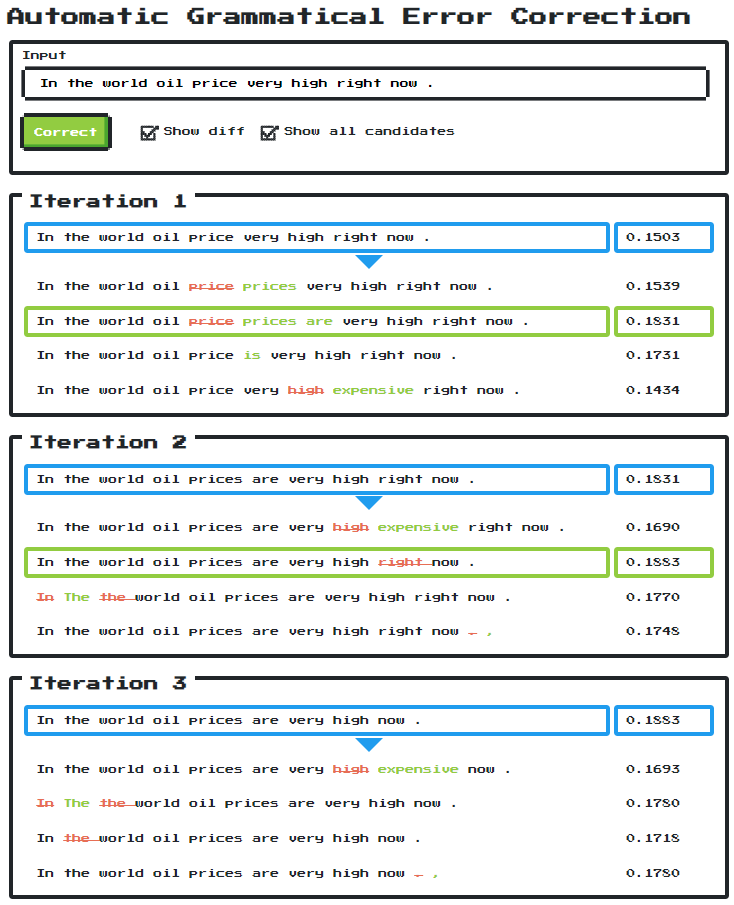 Automatic Grammatical Error Correction
Input
In the world oil price very high right now .
Correct Show diff Show all candidates
Iteration 1
In the world oil price very high right now . 0.1503
In the world oil price prices very high right now . 0.1539
In the world oil price prices are very high right now . 0.1831
In the world oil price is very high right now . 0.1731
In the world oil price very high expensive right now . 0.1434
Iteration 2
In the world oil prices are very high right now . 0.1831
In the world oil prices are very high expensive right now . 0.1690
In the world oil prices are very high right now . 0.1883
In The the world oil prices are very high right now . 0.1770
In the world oil prices are very high right now . , 0.1748
Iteration 3
In the world oil prices are very high now . 0.1883
In the world oil prices are very high expensive now . 0.1693
In The the world oil prices are very high now . 0.1780
In the world oil prices are very high now . 0.1718
In the world oil prices are very high now . , 0.1780